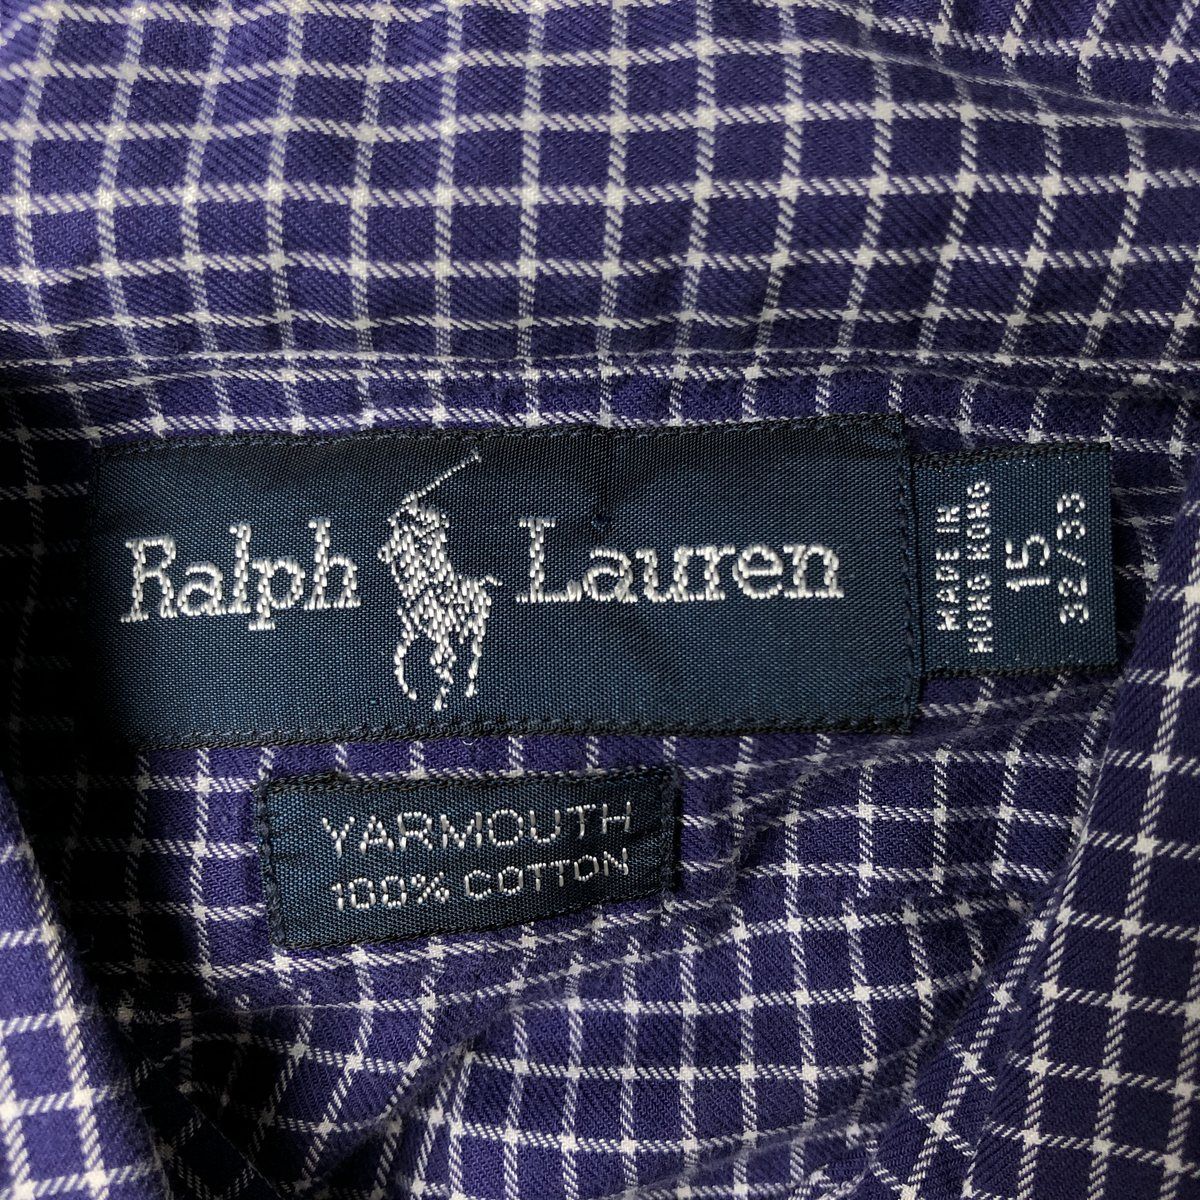 Ralph Lauren
MADE IN
HONG KONG
15
32/33
YARMOUTH
100% COTTON